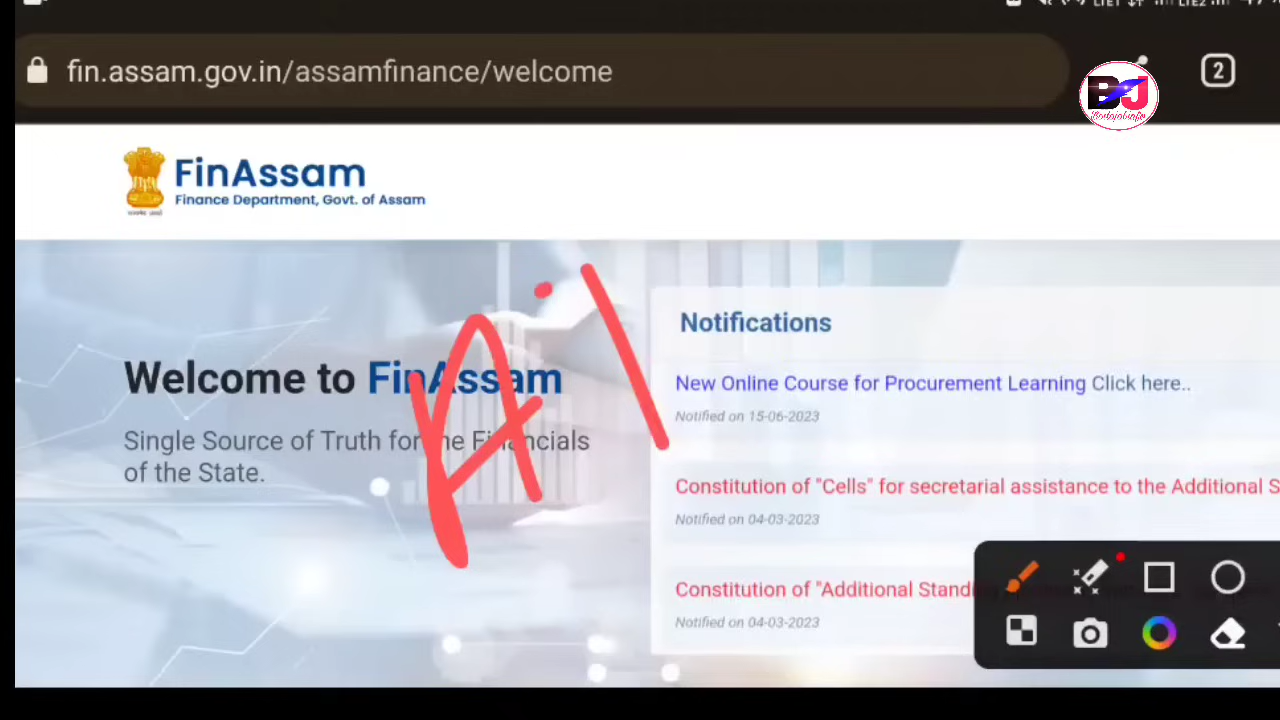 fin.assam.gov.in/assamfinance/welcome
2
BJ
FinAssam
Finance Department, Govt. of Assam
Welcome to FinAssam
Single Source of Truth for the Financials
of the State.
Notifications
New Online Course for Procurement Learning Click here..
Notified on 15-06-2023
Constitution of "Cells" for secretarial assistance to the Additional S
Notified on 04-03-2023
Constitution of "Additional Standi
Notified on 04-03-2023